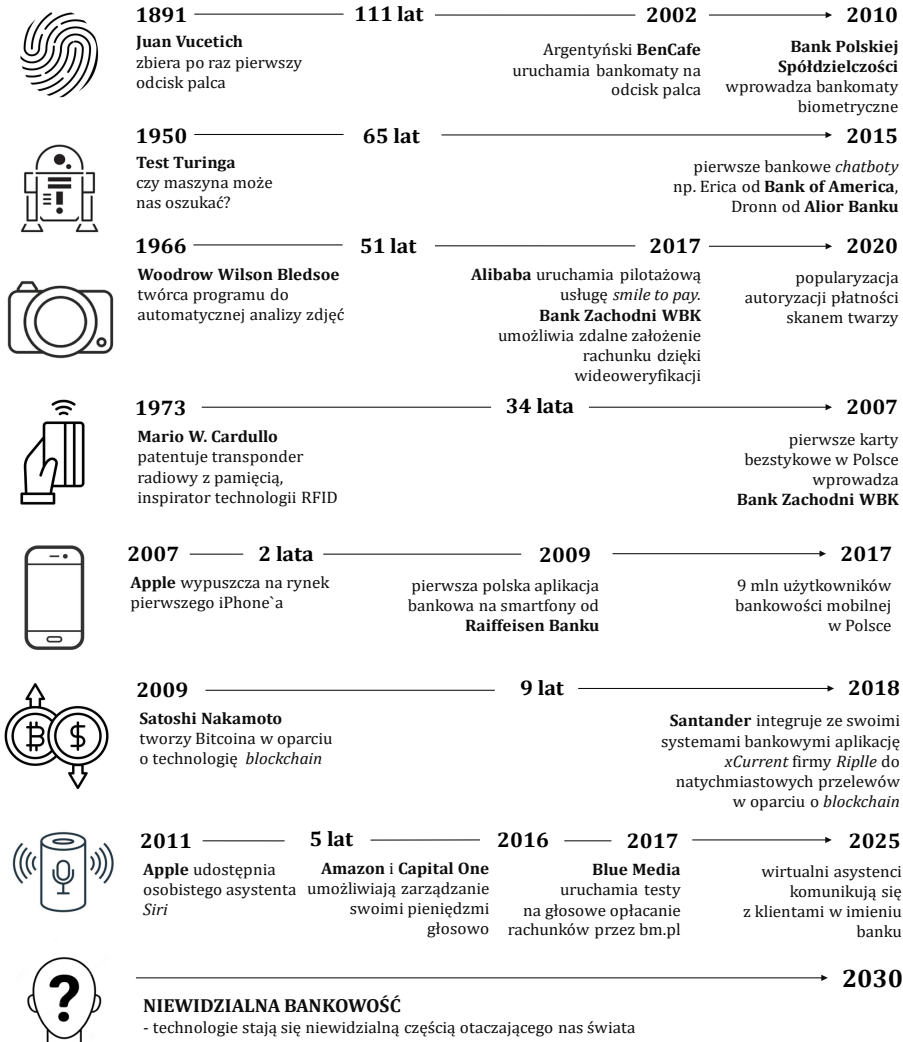 1891 111 lat 2002 2010
Juan Vucetich
zbiera po raz pierwszy
odcisk palca
Argentyński BenCafe
uruchamia bankomaty na
odcisk palca
Bank Polskiej
Spółdzielczości
wprowadza bankomaty
biometryczne
1950 65 lat 2015
Test Turinga
czy maszyna może
nas oszukać?
pierwsze bankowe chatboty
np. Erica od Bank of America,
Dronn od Alior Banku
1966 51 lat 2017 2020
Woodrow Wilson Bledsoe
twórca programu do
automatycznej analizy zdjęć
Alibaba uruchamia pilotażową
usługę smile to pay.
Bank Zachodni WBK
umożliwia zdalne założenie
rachunku dzięki
wideoweryfikacji
popularyzacja
autoryzacji płatności
skanem twarzy
1973 34 lata 2007
Mario W. Cardullo
patentuje transponder
radiowy z pamięcią,
inspirator technologii RFID
pierwsze karty
bezstykowe w Polsce
wprowadza
Bank Zachodni WBK
2007 2 lata 2009 2017
Apple wypuszcza na rynek
pierwszego iPhone`a
pierwsza polska aplikacja
bankowa na smartfony od
Raiffeisen Banku
9 mln użytkowników
bankowości mobilnej
w Polsce
2009 9 lat 2018
Satoshi Nakamoto
tworzy Bitcoina w oparciu
o technologię blockchain
Santander integruje ze swoimi
systemami bankowymi aplikację
xCurrent firmy Riplle do
natychmiastowych przelewów
w oparciu o blockchain
2011 5 lat 2016 2017 2025
Apple udostępnia
osobistego asystenta
Siri
Amazon i Capital One
umożliwiają zarządzanie
swoimi pieniędzmi
głosowo
Blue Media
uruchamia testy
na głosowe opłacanie
rachunków przez bm.pl
wirtualni asystenci
komunikują się
z klientami w imieniu
banku
2030
NIEWIDZIALNA BANKOWOŚĆ
- technologie stają się niewidzialną częścią otaczającego nas świata